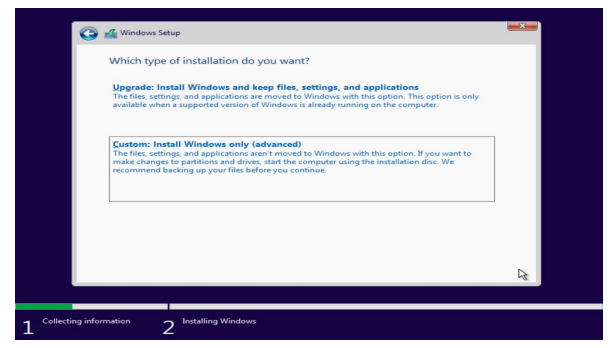 Windows Setup
Which type of installation do you want?
Upgrade: Install Windows and keep files, settings, and applications
The files, settings, and applications are moved to Windows with this option. This option is only
available when a supported version of Windows is already running on the computer.
Custom: Install Windows only (advanced)
The files, settings, and applications aren't moved to Windows with this option. If you want to
make changes to partitions and drives, start the computer using the installation disc. We
recommend backing up your files before you continue.
1 Collecting information 2 Installing Windows